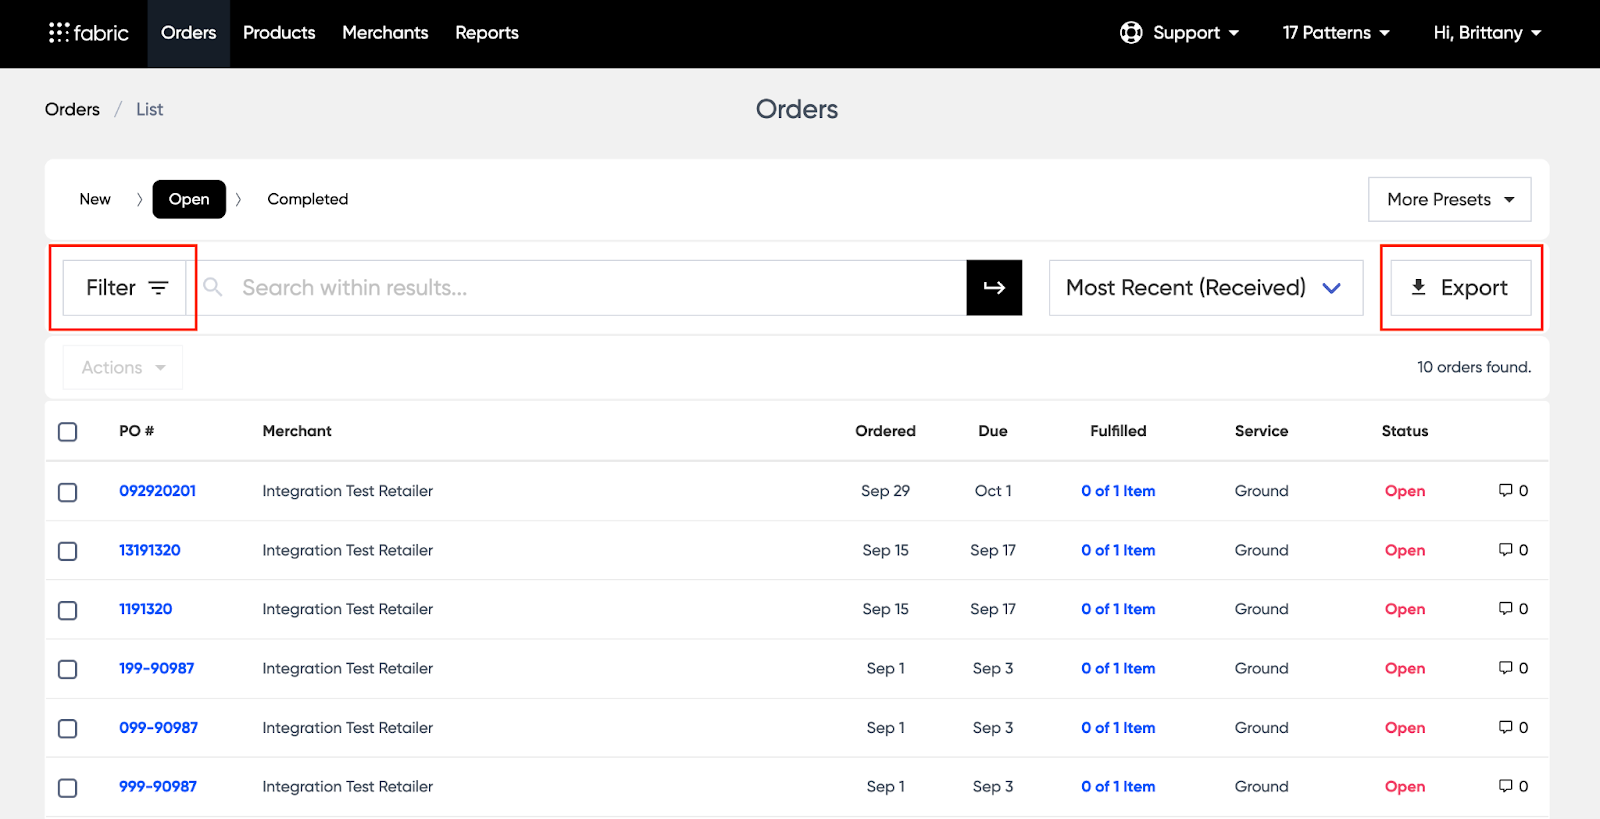 fabric Orders Products Merchants Reports Support 17 Patterns Hi, Brittany
Orders / List
Orders
New Open Completed More Presets
Filter Search within results... Most Recent (Received) Export
Actions 10 orders found.
PO # Merchant Ordered Due Fulfilled Service Status
092920201 Integration Test Retailer Sep 29 Oct 1 0 of 1 Item Ground Open 0
13191320 Integration Test Retailer Sep 15 Sep 17 0 of 1 Item Ground Open 0
1191320 Integration Test Retailer Sep 15 Sep 17 0 of 1 Item Ground Open 0
199-90987 Integration Test Retailer Sep 1 Sep 3 0 of 1 Item Ground Open 0
099-90987 Integration Test Retailer Sep 1 Sep 3 0 of 1 Item Ground Open 0
999-90987 Integration Test Retailer Sep 1 Sep 3 0 of 1 Item Ground Open 0